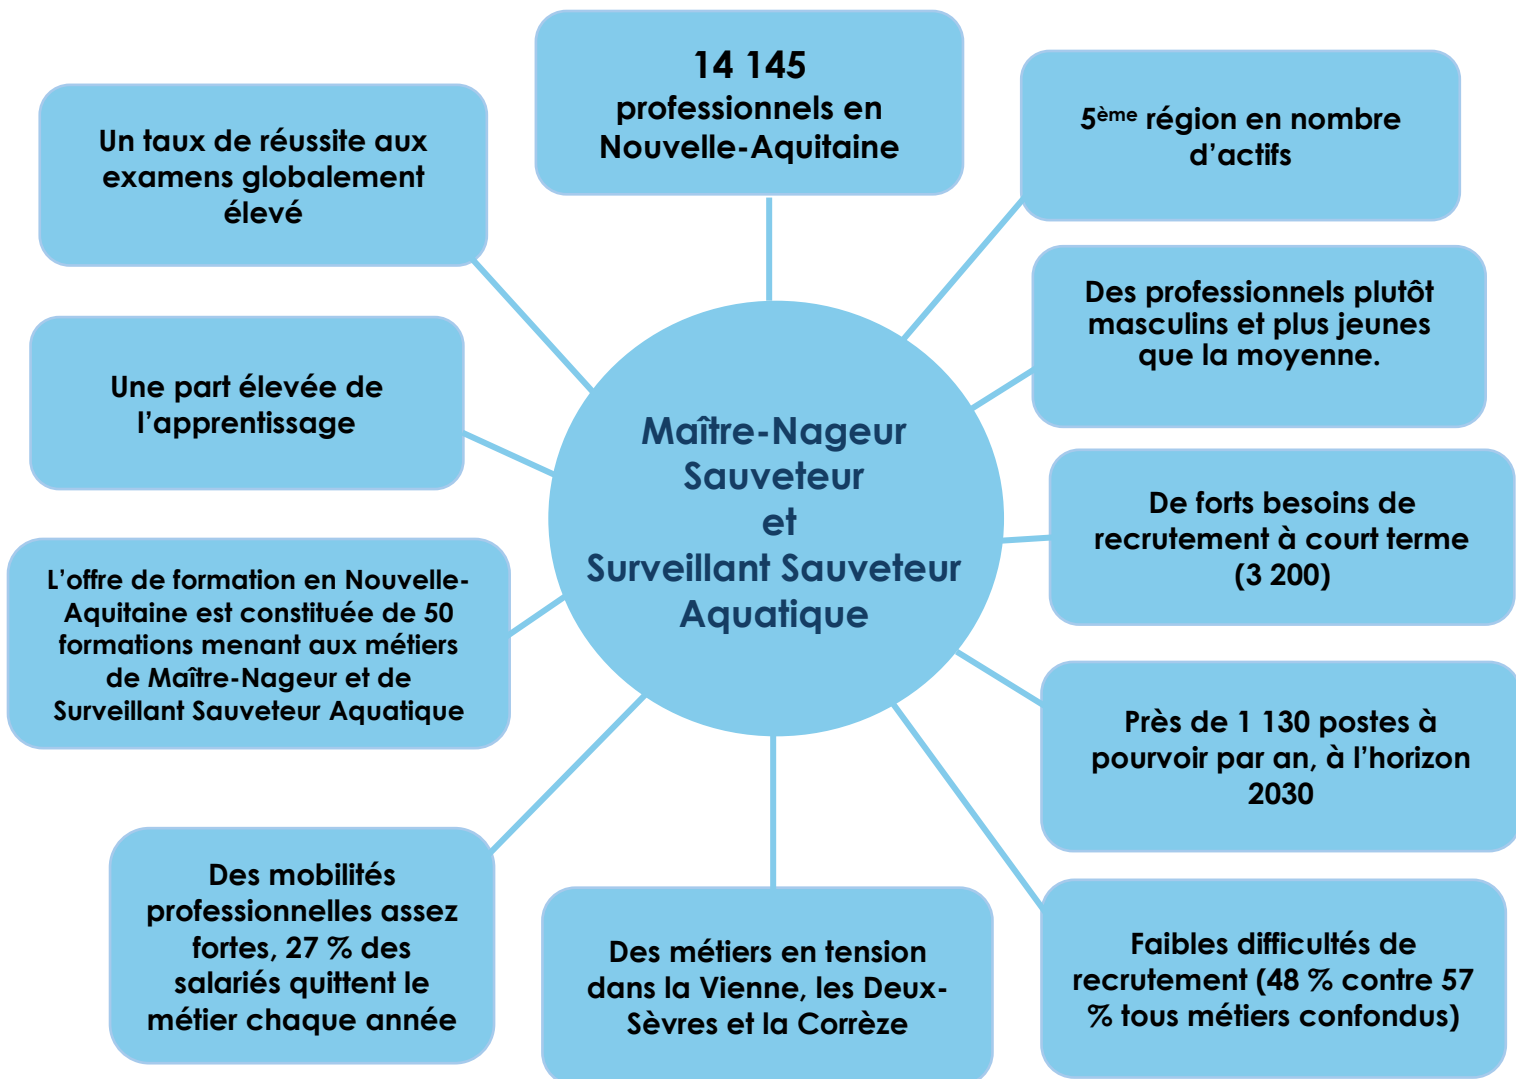 14 145
professionnels en
Nouvelle-Aquitaine
5ème région en nombre
d’actifs
Des professionnels plutôt
masculins et plus jeunes
que la moyenne.
De forts besoins de
recrutement à court terme
(3 200)
Près de 1 130 postes à
pourvoir par an, à l’horizon
2030
Faibles difficultés de
recrutement (48 % contre 57
% tous métiers confondus)
Des métiers en tension
dans la Vienne, les Deux-
Sèvres et la Corrèze
Des mobilités
professionnelles assez
fortes, 27 % des
salariés quittent le
métier chaque année
L’offre de formation en Nouvelle-
Aquitaine est constituée de 50
formations menant aux métiers
de Maître-Nageur et de
Surveillant Sauveteur Aquatique
Une part élevée de
l’apprentissage
Un taux de réussite aux
examens globalement
élevé
Maître-Nageur
Sauveteur
et
Surveillant Sauveteur
Aquatique